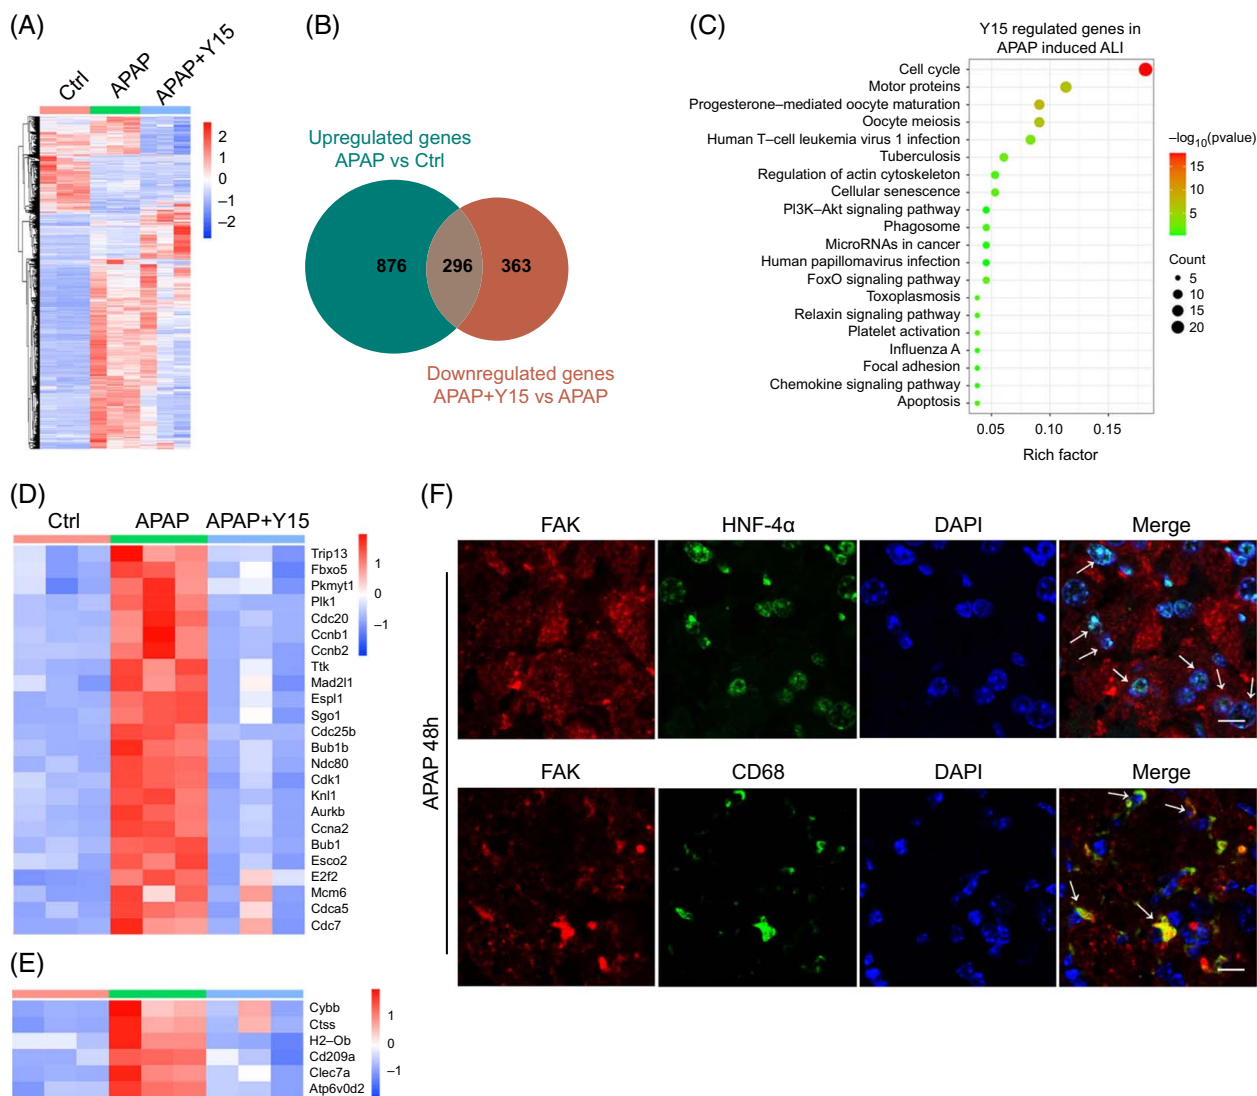 (A)
Ctrl
APAP
APAP+Y15
2
1
0
–1
–2
(B)
Upregulated genes
APAP vs Ctrl
876
296
363
Downregulated genes
APAP+Y15 vs APAP
(C)
Y15 regulated genes in
APAP induced ALI
Cell cycle
Motor proteins
Progesterone–mediated oocyte maturation
Oocyte meiosis
Human T–cell leukemia virus 1 infection
Tuberculosis
Regulation of actin cytoskeleton
Cellular senescence
PI3K–Akt signaling pathway
Phagosome
MicroRNAs in cancer
Human papillomavirus infection
FoxO signaling pathway
Toxoplasmosis
Relaxin signaling pathway
Platelet activation
Influenza A
Focal adhesion
Chemokine signaling pathway
Apoptosis
0.05 0.10 0.15
Rich factor
–log10(pvalue)
15
10
5
Count
5
10
15
20
(D)
Ctrl APAP APAP+Y15
Trip13
Fbxo5
Pkmyt1
Plk1
Cdc20
Ccnb1
Ccnb2
Ttk
Mad2l1
Espl1
Sgo1
Cdc25b
Bub1b
Ndc80
Cdk1
Knl1
Aurkb
Ccna2
Bub1
Esco2
E2f2
Mcm6
Cdca5
Cdc7
1
0
–1
(E)
Cybb
Ctss
H2–Ob
Cd209a
Clec7a
Atp6v0d2
1
0
–1
(F)
APAP 48h
FAK HNF-4α DAPI Merge
FAK CD68 DAPI Merge